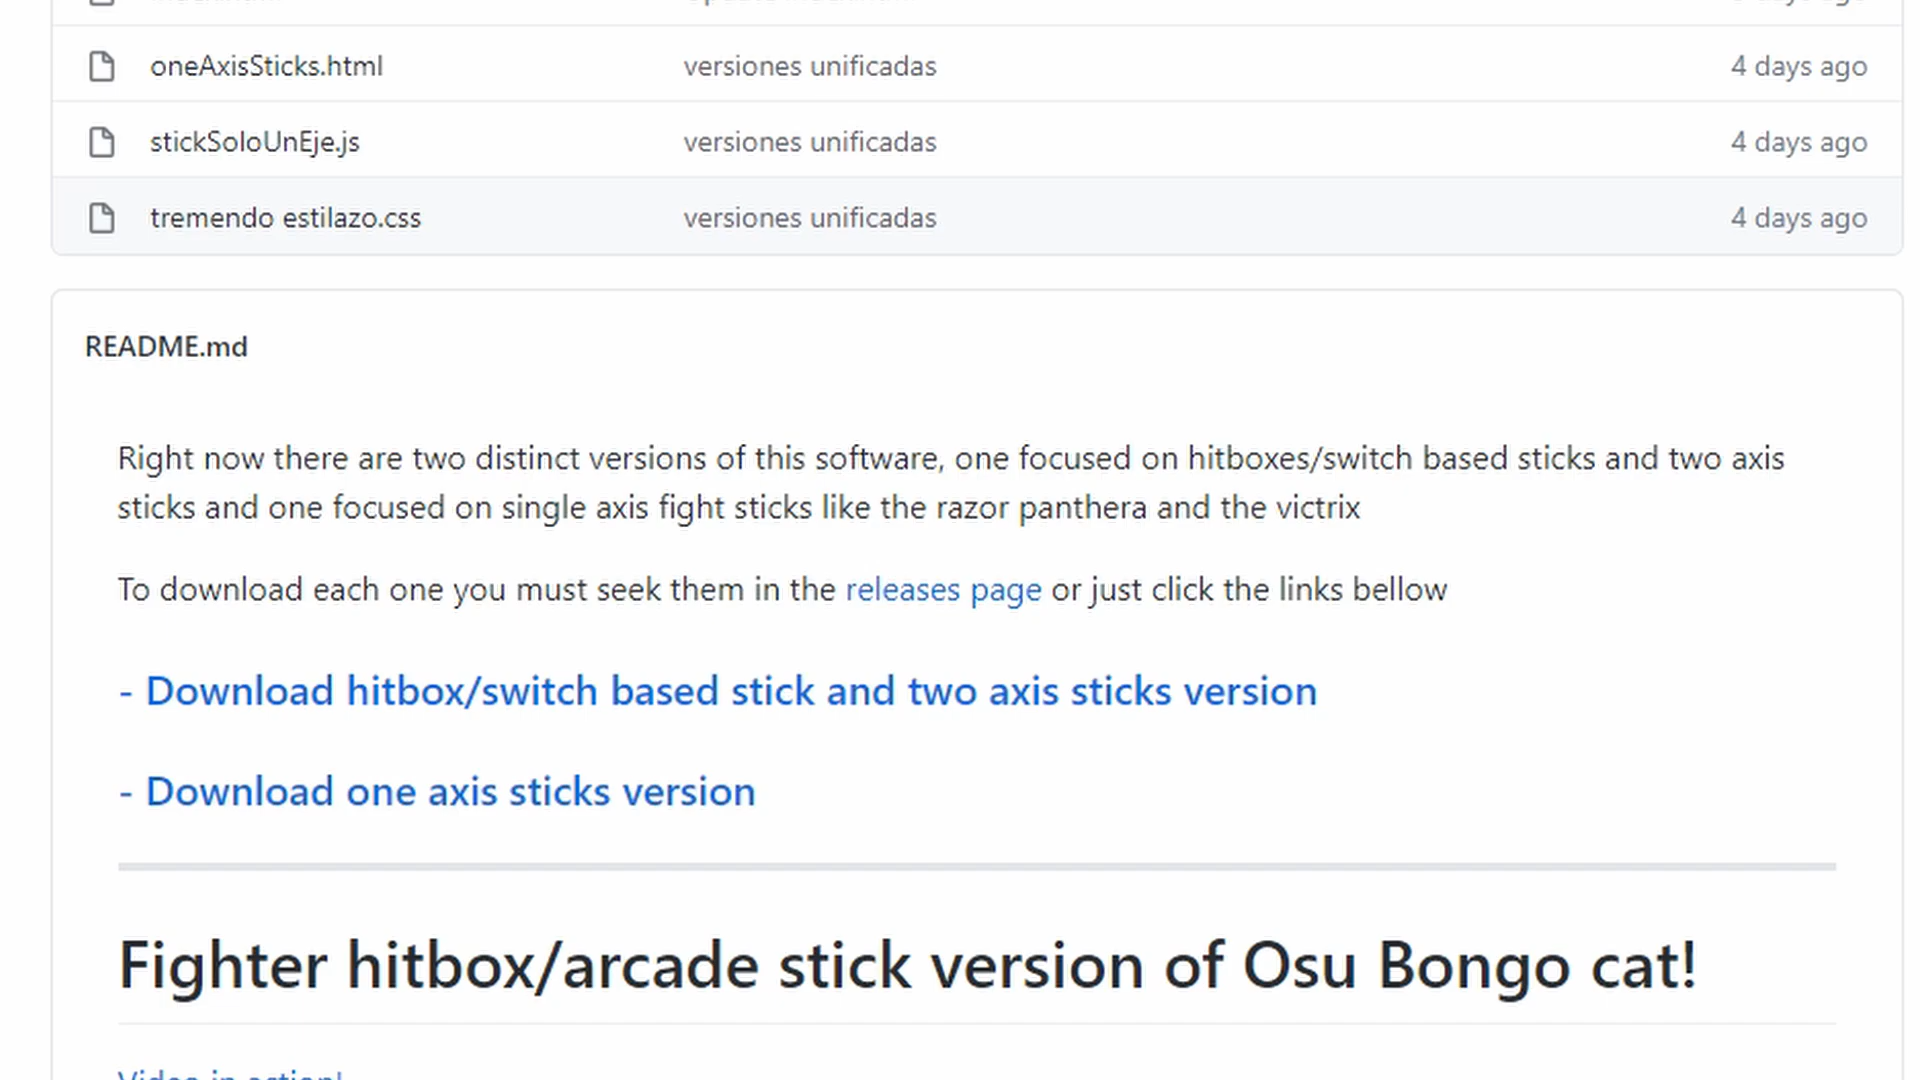 oneAxisSticks.html versiones unificadas 4 days ago
stickSoloUnEje.js versiones unificadas 4 days ago
tremendo estilazo.css versiones unificadas 4 days ago
README.md
Right now there are two distinct versions of this software, one focused on hitboxes/switch based sticks and two axis
sticks and one focused on single axis fight sticks like the razor panthera and the victrix
To download each one you must seek them in the releases page or just click the links bellow
- Download hitbox/switch based stick and two axis sticks version
- Download one axis sticks version
Fighter hitbox/arcade stick version of Osu Bongo cat!
Video in action!